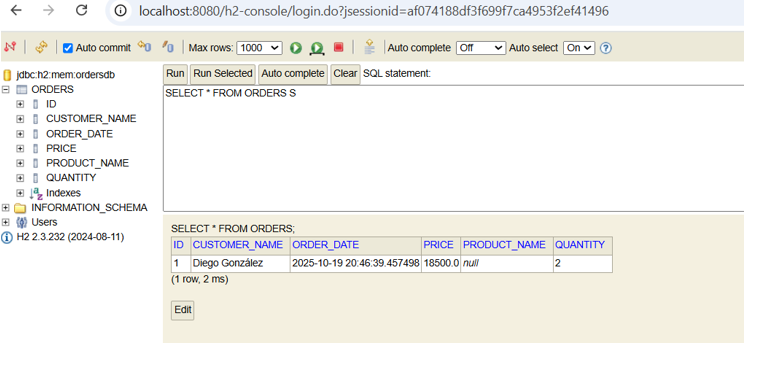 localhost:8080/h2-console/login.do?jsessionid=af074188df3f699f7ca4953f2ef41496
Auto commit Max rows: 1000 Auto complete Off Auto select On ?
jdbc:h2:mem:ordersdb
ORDERS
ID
CUSTOMER_NAME
ORDER_DATE
PRICE
PRODUCT_NAME
QUANTITY
Indexes
INFORMATION_SCHEMA
Users
H2 2.3.232 (2024-08-11)
Run Run Selected Auto complete Clear SQL statement:
SELECT * FROM ORDERS S
SELECT * FROM ORDERS;
ID CUSTOMER_NAME ORDER_DATE PRICE PRODUCT_NAME QUANTITY
1 Diego González 2025-10-19 20:46:39.457498 18500.0 null 2
(1 row, 2 ms)
Edit